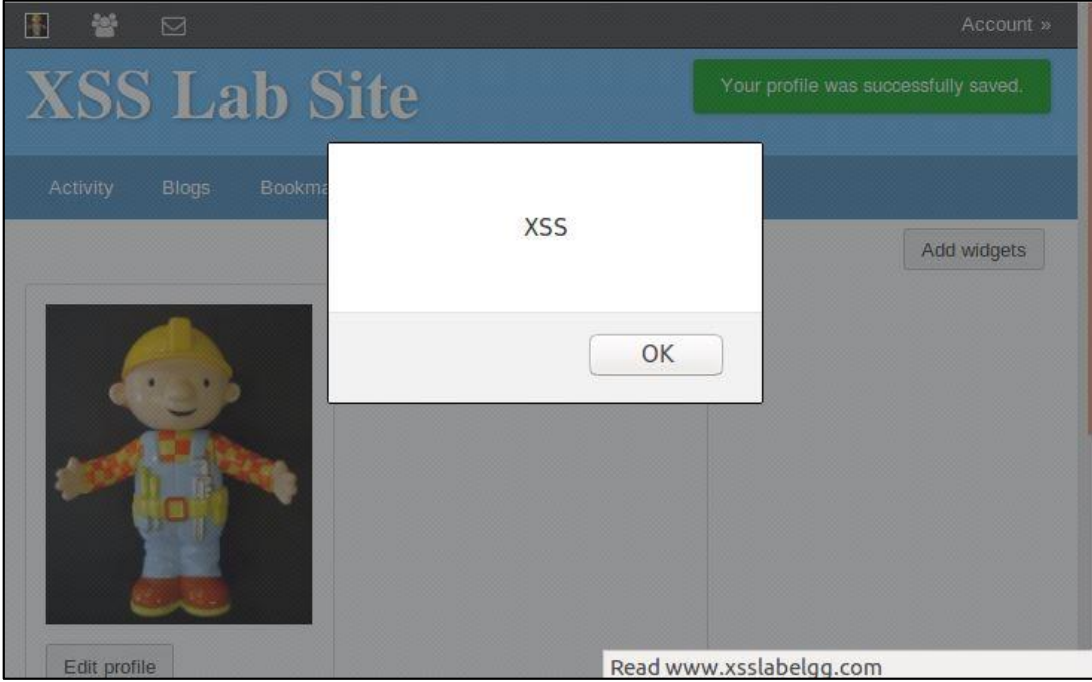 Account »
XSS Lab Site
Your profile was successfully saved.
Activity Blogs Bookma
XSS
Add widgets
OK
Edit profile
Read www.xsslabelgg.com